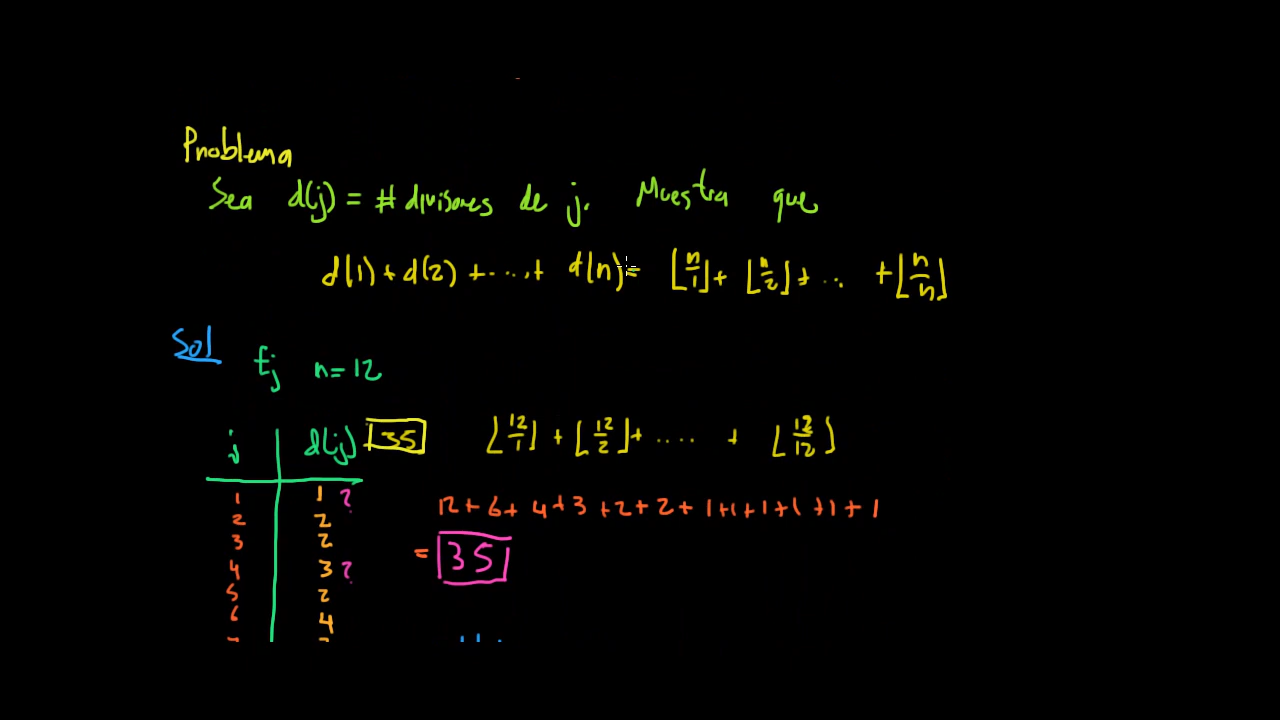 Problema
Sea d(j) = # divisores de j. Muestra que
d(1) + d(2) + ....+ d(n) = ⌊n/1⌋ + ⌊n/2⌋ + ... + ⌊n/n⌋
Sol
Ej n = 12
j d(j) 35 ⌊12/1⌋ + ⌊12/2⌋ + .... + ⌊12/12⌋
1 1 ? 12 + 6 + 4 + 3 + 2 + 2 + 1 + 1 + 1 + 1 + 1 + 1
2 2
3 2
= 35
4 3 ?
5 2
6 4